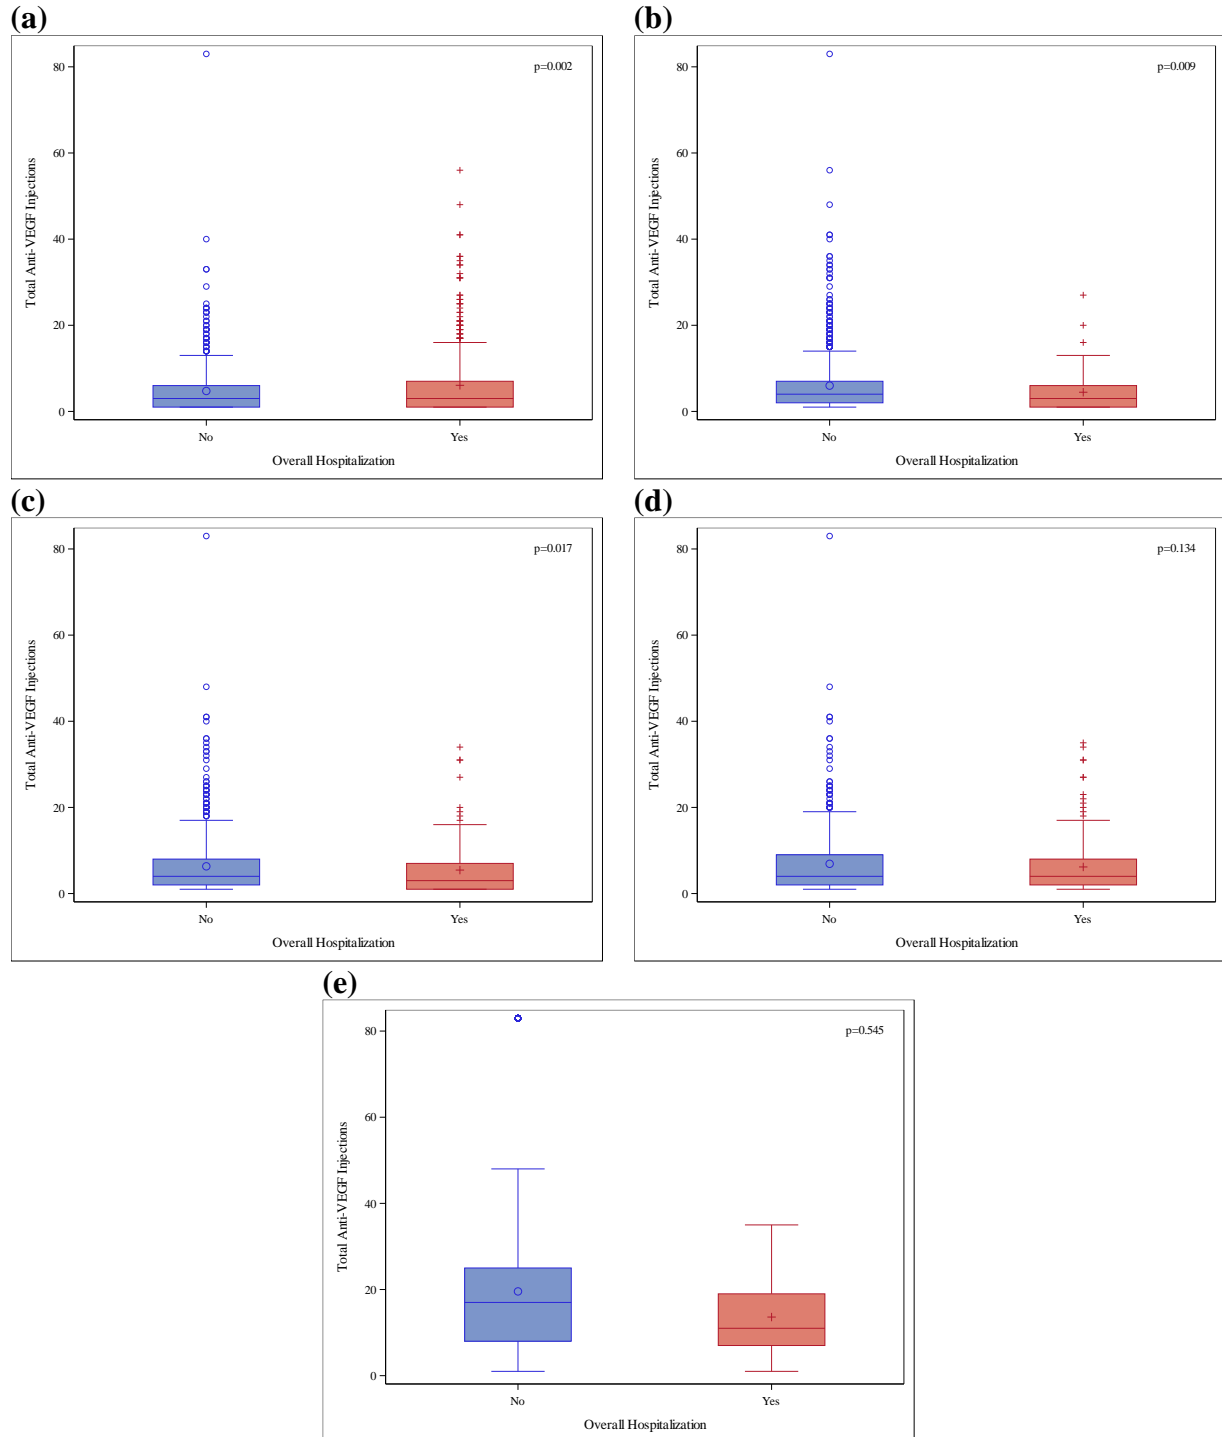 (a)
p=0.002
80
60
40
20
0
Total Anti-VEGF Injections
No
Yes
Overall Hospitalization
(b)
p=0.009
80
60
40
20
0
Total Anti-VEGF Injections
No
Yes
Overall Hospitalization
(c)
p=0.017
80
60
40
20
0
Total Anti-VEGF Injections
No
Yes
Overall Hospitalization
(d)
p=0.134
80
60
40
20
0
Total Anti-VEGF Injections
No
Yes
Overall Hospitalization
(e)
p=0.545
80
60
40
20
0
Total Anti-VEGF Injections
No
Yes
Overall Hospitalization